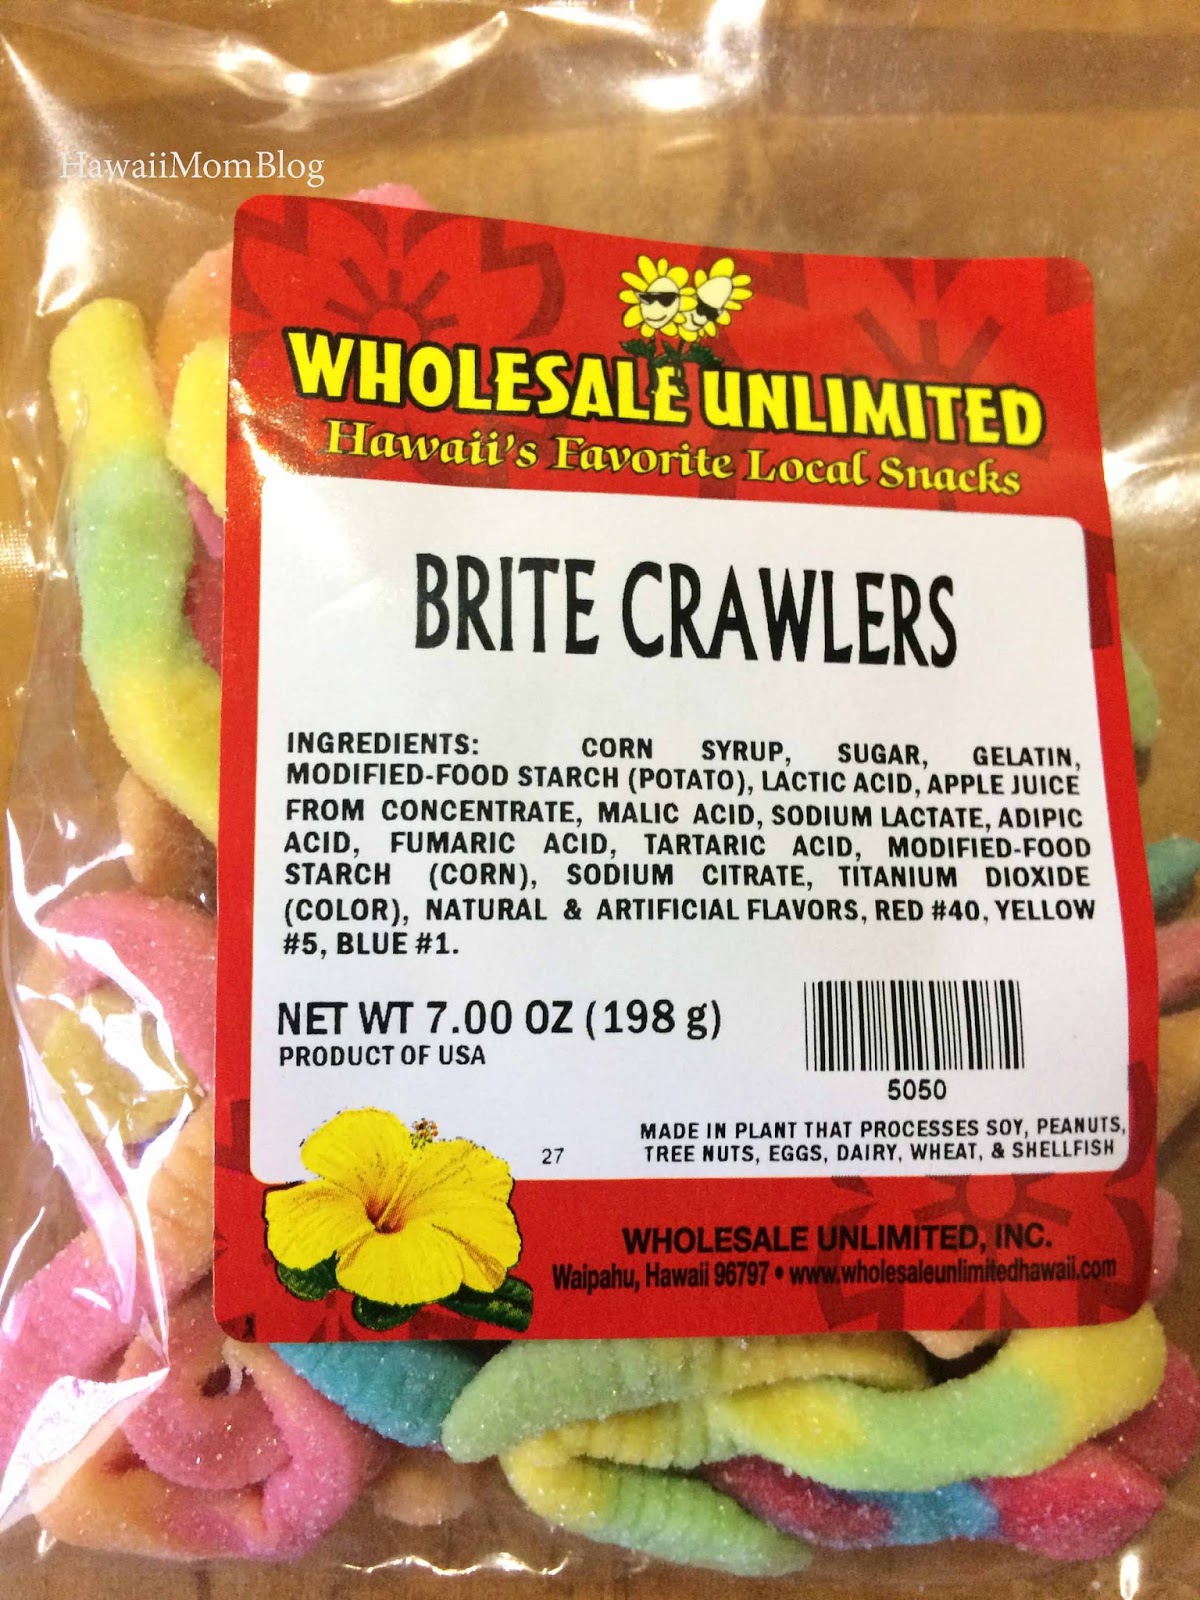 HawaiiMomBlog
WHOLESALE UNLIMITED
Hawaii's Favorite Local Snacks
BRITE CRAWLERS
INGREDIENTS: CORN SYRUP, SUGAR, GELATIN,
MODIFIED-FOOD STARCH (POTATO), LACTIC ACID, APPLE JUICE
FROM CONCENTRATE, MALIC ACID, SODIUM LACTATE, ADIPIC
ACID, FUMARIC ACID, TARTARIC ACID, MODIFIED-FOOD
STARCH (CORN), SODIUM CITRATE, TITANIUM DIOXIDE
(COLOR), NATURAL & ARTIFICIAL FLAVORS, RED #40, YELLOW
#5, BLUE #1.
NET WT 7.00 OZ (198 g)
PRODUCT OF USA
5050
27
MADE IN PLANT THAT PROCESSES SOY, PEANUTS,
TREE NUTS, EGGS, DAIRY, WHEAT, & SHELLFISH
WHOLESALE UNLIMITED, INC.
Waipahu, Hawaii 96797 • www.wholesaleunlimitedhawaii.com